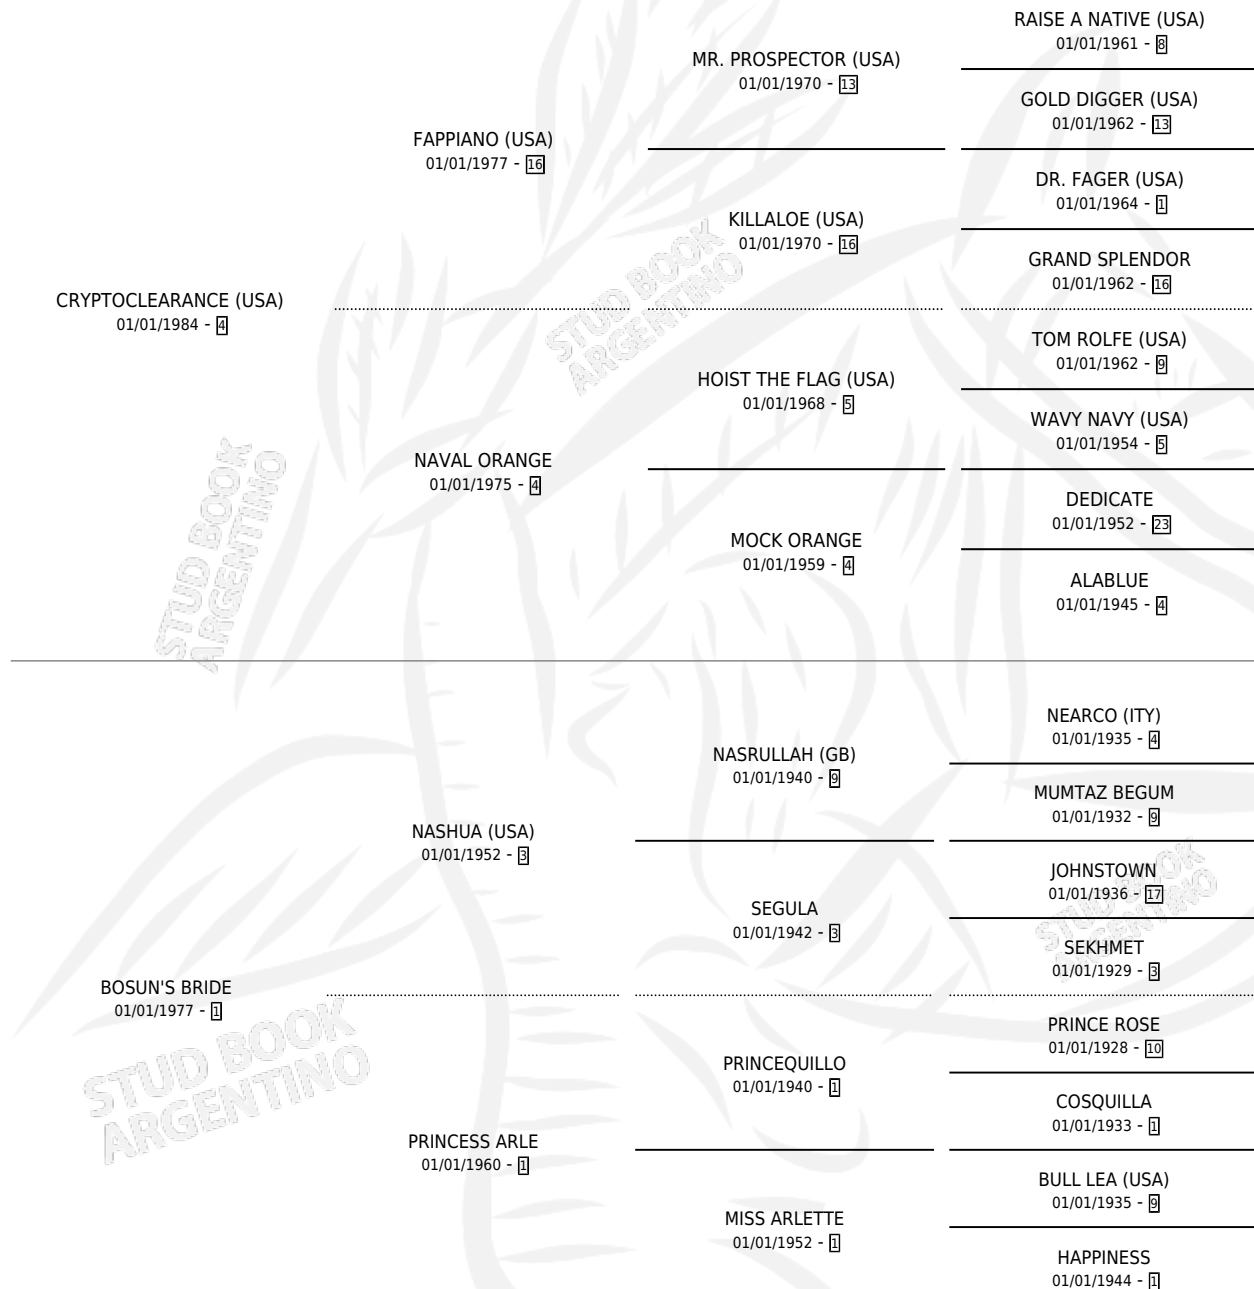 RAISE A NATIVE (USA)
01/01/1961 - 8
MR. PROSPECTOR (USA)
01/01/1970 - 13
GOLD DIGGER (USA)
01/01/1962 - 13
FAPPIANO (USA)
01/01/1977 - 16
DR. FAGER (USA)
01/01/1964 - 1
KILLALOE (USA)
01/01/1970 - 16
GRAND SPLENDOR
01/01/1962 - 16
CRYPTOCLEARANCE (USA)
01/01/1984 - 4
STUD BOOK
ARGENTINO
TOM ROLFE (USA)
01/01/1962 - 9
HOIST THE FLAG (USA)
01/01/1968 - 5
WAVY NAVY (USA)
01/01/1954 - 5
NAVAL ORANGE
01/01/1975 - 4
DEDICATE
01/01/1952 - 23
MOCK ORANGE
01/01/1959 - 4
ALABLUE
01/01/1945 - 4
STUD BOOK
ARGENTINO
NEARCO (ITY)
01/01/1935 - 4
NASRULLAH (GB)
01/01/1940 - 9
MUMTAZ BEGUM
01/01/1932 - 9
NASHUA (USA)
01/01/1952 - 3
JOHNSTOWN
01/01/1936 - 17
SEGULA
01/01/1942 - 3
SEKHMET
01/01/1929 - 3
STUD BOOK
ARGENTINO
BOSUN'S BRIDE
01/01/1977 - 1
PRINCE ROSE
01/01/1928 - 10
PRINCEQUILLO
01/01/1940 - 1
COSQUILLA
01/01/1933 - 1
STUD BOOK
ARGENTINO
PRINCESS ARLE
01/01/1960 - 1
BULL LEA (USA)
01/01/1935 - 9
MISS ARLETTE
01/01/1952 - 1
HAPPINESS
01/01/1944 - 1